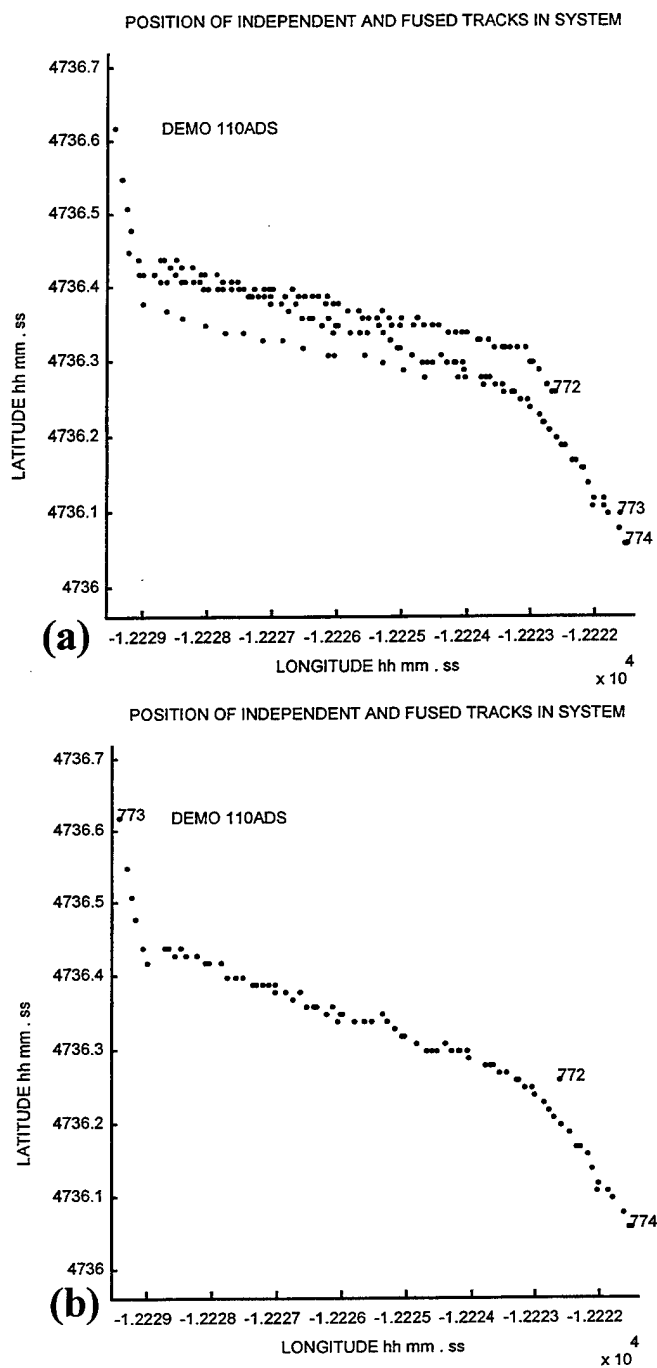 POSITION OF INDEPENDENT AND FUSED TRACKS IN SYSTEM
4736.7
DEMO 110ADS
4736.6
4736.5
4736.4
4736.3
772
4736.2
4736.1
773
774
4736
LATITUDE hh mm . ss
(a)
-1.2229 -1.2228 -1.2227 -1.2226 -1.2225 -1.2224 -1.2223 -1.2222
LONGITUDE hh mm . ss
x 10 4
POSITION OF INDEPENDENT AND FUSED TRACKS IN SYSTEM
4736.7
773 DEMO 110ADS
4736.6
4736.5
4736.4
4736.3
772
4736.2
4736.1
774
4736
LATITUDE hh mm . ss
(b)
-1.2229 -1.2228 -1.2227 -1.2226 -1.2225 -1.2224 -1.2223 -1.2222
LONGITUDE hh mm . ss
x 10 4